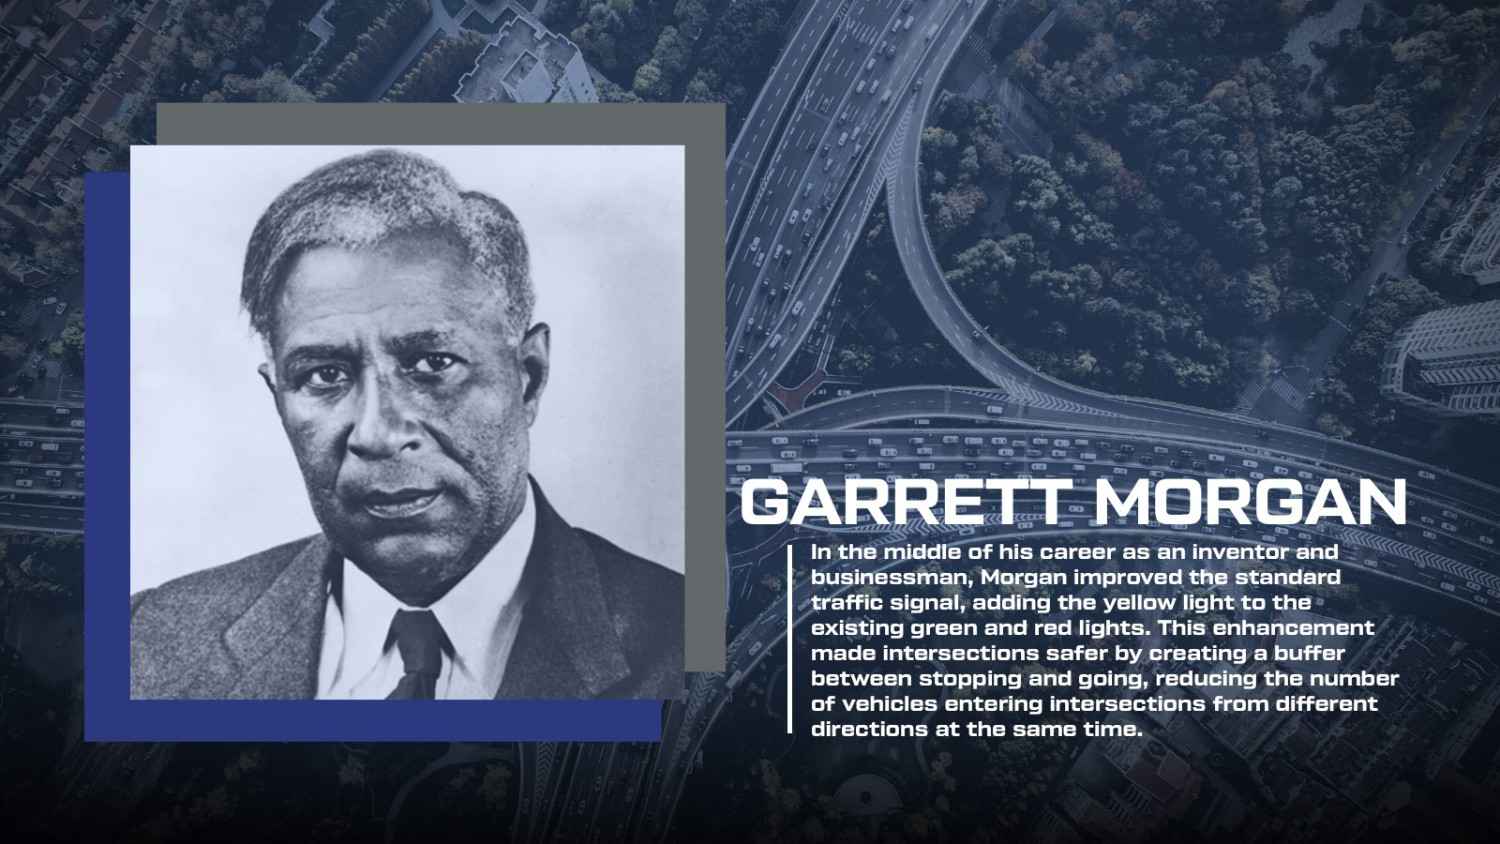 GARRETT MORGAN
In the middle of his career as an inventor and
businessman, Morgan improved the standard
traffic signal, adding the yellow light to the
existing green and red lights. This enhancement
made intersections safer by creating a buffer
between stopping and going, reducing the number
of vehicles entering intersections from different
directions at the same time.